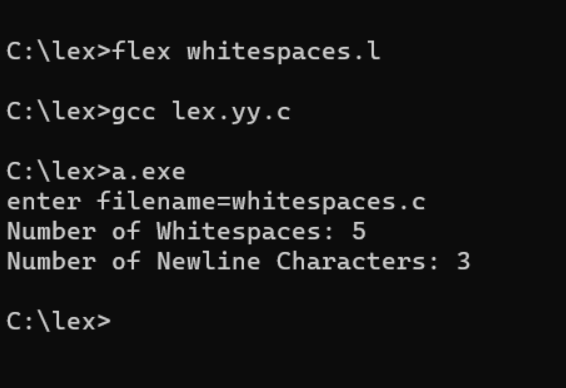 C:\lex>flex whitespaces.l
C:\lex>gcc lex.yy.c
C:\lex>a.exe
enter filename=whitespaces.c
Number of Whitespaces: 5
Number of Newline Characters: 3
C:\lex>